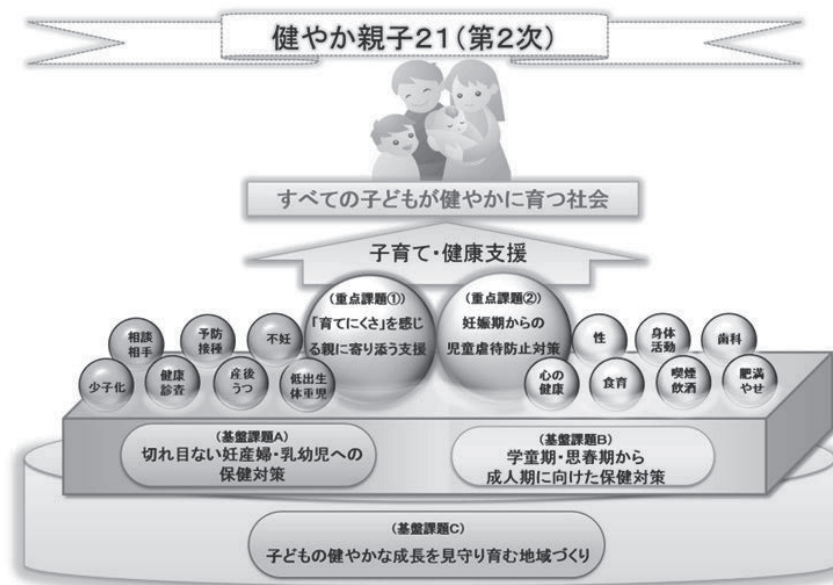 健やか親子21(第2次)
すべての子どもが健やかに育つ社会
子育て・健康支援
(重点課題①)
「育てにくさ」を感じ
る親に寄り添う支援
(重点課題②)
妊娠期からの
児童虐待防止対策
相談
相手
予防
接種
不妊
少子化
健康
診査
産後
うつ
低出生
体重児
性
身体
活動
歯科
心の
健康
食育
喫煙
飲酒
肥満
やせ
(基盤課題A)
切れ目ない妊産婦・乳幼児への
保健対策
(基盤課題B)
学童期・思春期から
成人期に向けた保健対策
(基盤課題C)
子どもの健やかな成長を見守り育む地域づくり